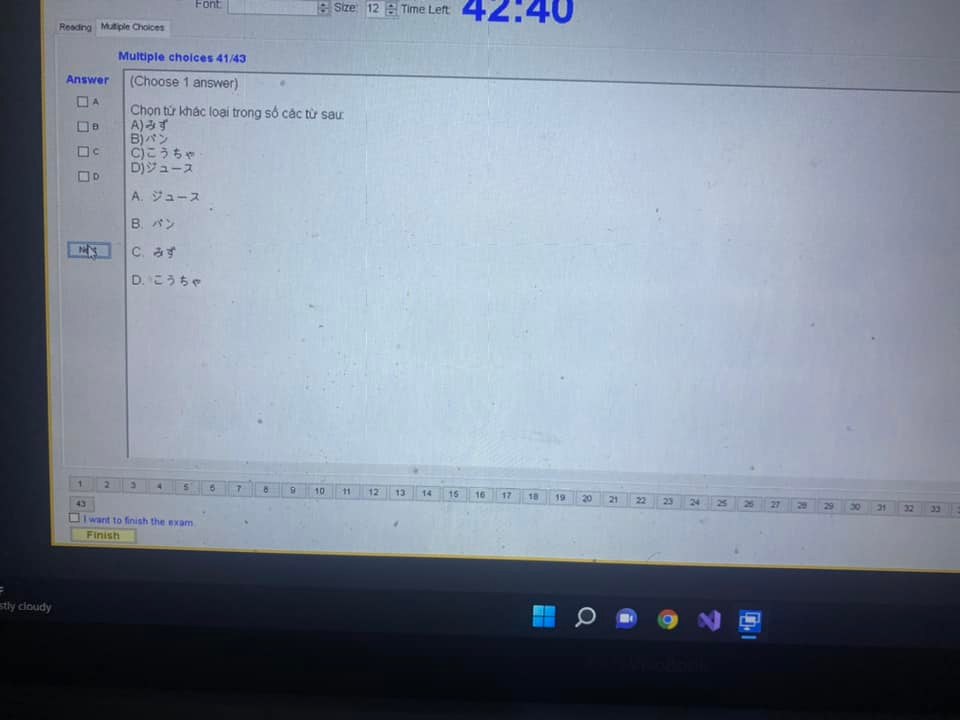 Font: Size: 12 Time Left: 42:40
Reading Multiple Choices
Multiple choices 41/43
Answer
A
B
C
D
(Choose 1 answer)
Chọn từ khác loại trong số các từ sau:
A)みず
B)パン
C)こうちゃ
D)ジュース
A. ジュース
B. パン
C. みず
D. こうちゃ
1 2 3 4 5 6 7 8 9 10 11 12 13 14 15 16 17 18 19 20 21 22 23 24 25 26 27 28 29 30 31 32 33
43
I want to finish the exam.
Finish
stly cloudy